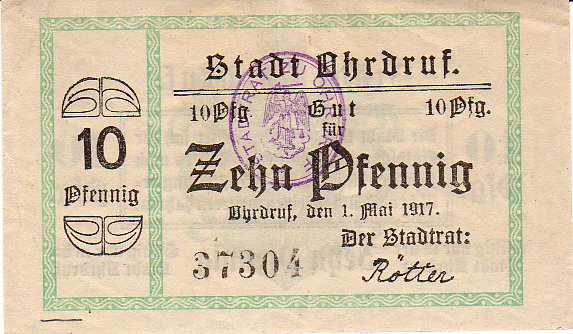 Stadt Ohrdruf.
10 Pfg. Gut 10 Pfg.
für
10
Pfennig
Zehn Pfennig
Ohrdruf, den 1. Mai 1917.
Der Stadtrat:
37304
Rötter